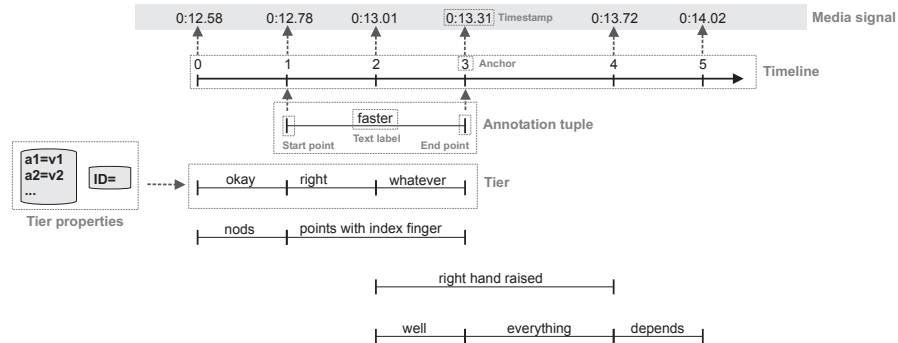 0:12.58 0:12.78 0:13.01 0:13.31 Timestamp 0:13.72 0:14.02 Media signal
0 1 2 3 Anchor 4 5
Timeline
faster
Text label
Start point End point
Annotation tuple
a1=v1
a2=v2
...
ID=
Tier properties
okay right whatever
Tier
nods points with index finger
right hand raised
well everything depends